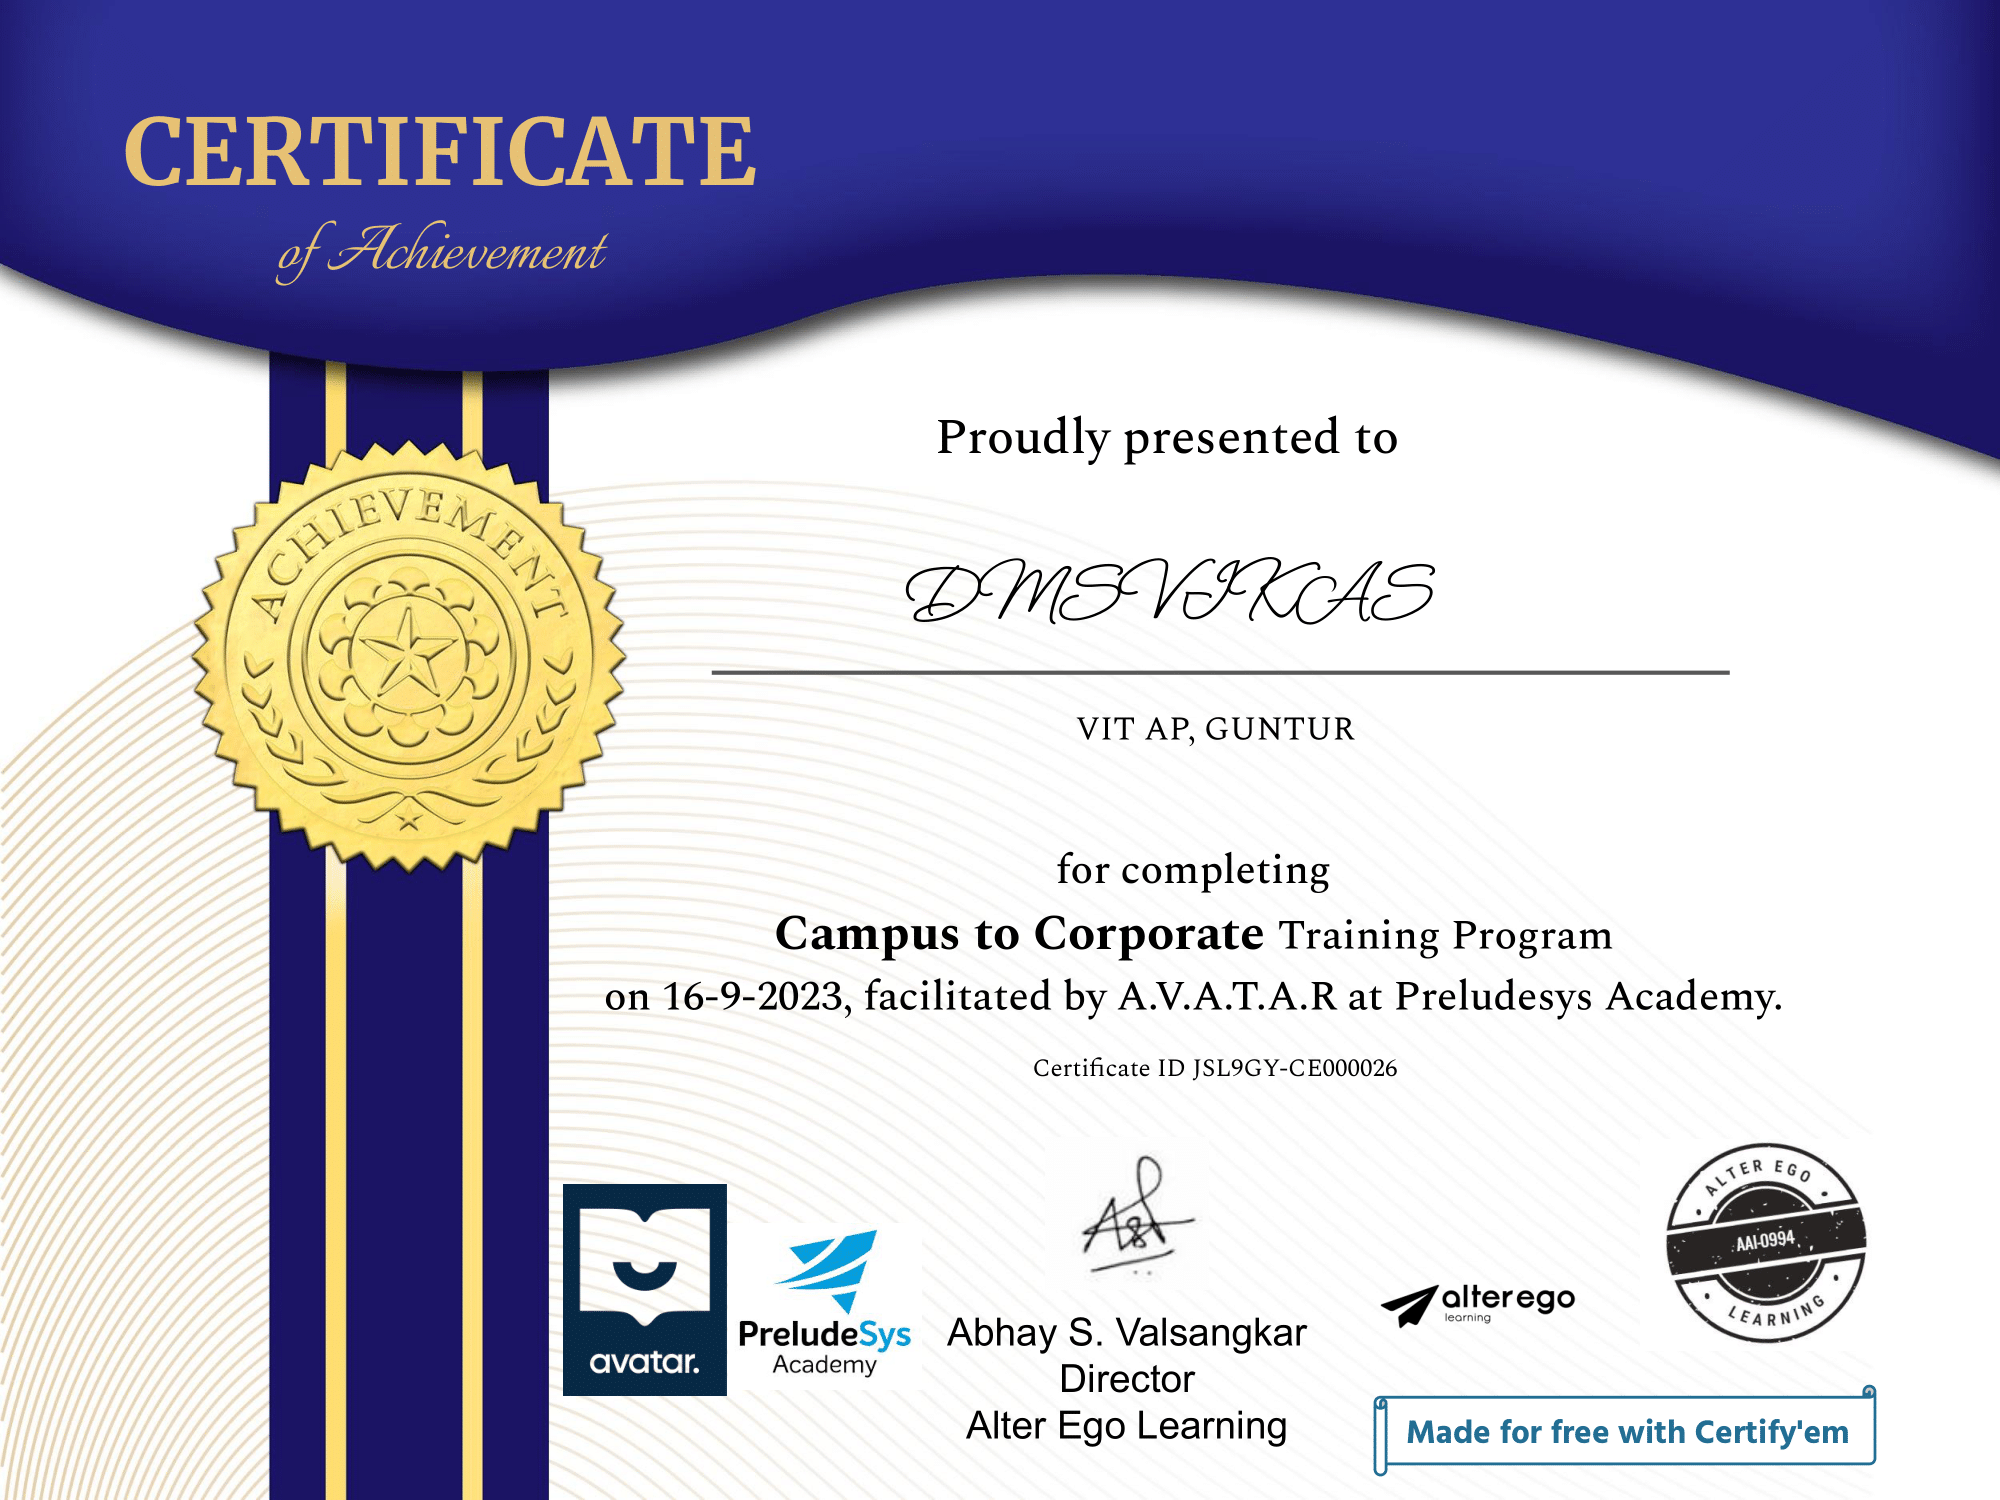 CERTIFICATE
of Achievement
ACHIEVEMENT
Proudly presented to
DMSVIKAS
VIT AP, GUNTUR
for completing
Campus to Corporate Training Program
on 16-9-2023, facilitated by A.V.A.T.A.R at Preludesys Academy.
Certificate ID JSL9GY-CE000026
avatar.
PreludeSys
Academy
Abhay S. Valsangkar
Director
Alter Ego Learning
alterego
learning
ALTER EGO
AAI-0994
LEARNING
Made for free with Certify'em